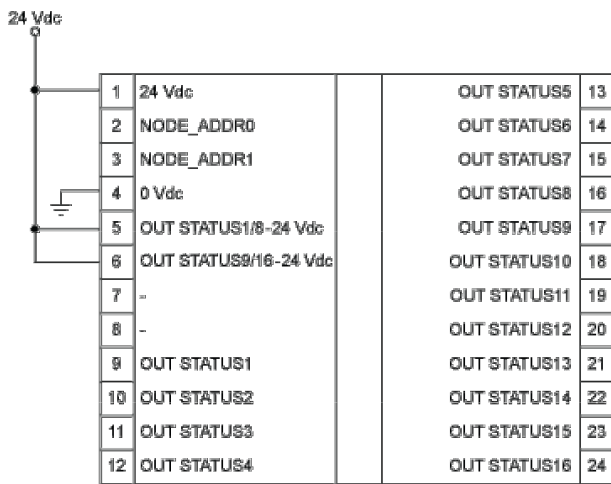 24 Vdc
1 24 Vdc OUT STATUS5 13
2 NODE_ADDR0 OUT STATUS6 14
3 NODE_ADDR1 OUT STATUS7 15
4 0 Vdc OUT STATUS8 16
5 OUT STATUS1/8-24 Vdc OUT STATUS9 17
6 OUT STATUS9/16-24 Vdc OUT STATUS10 18
7 - OUT STATUS11 19
8 - OUT STATUS12 20
9 OUT STATUS1 OUT STATUS13 21
10 OUT STATUS2 OUT STATUS14 22
11 OUT STATUS3 OUT STATUS15 23
12 OUT STATUS4 OUT STATUS16 24